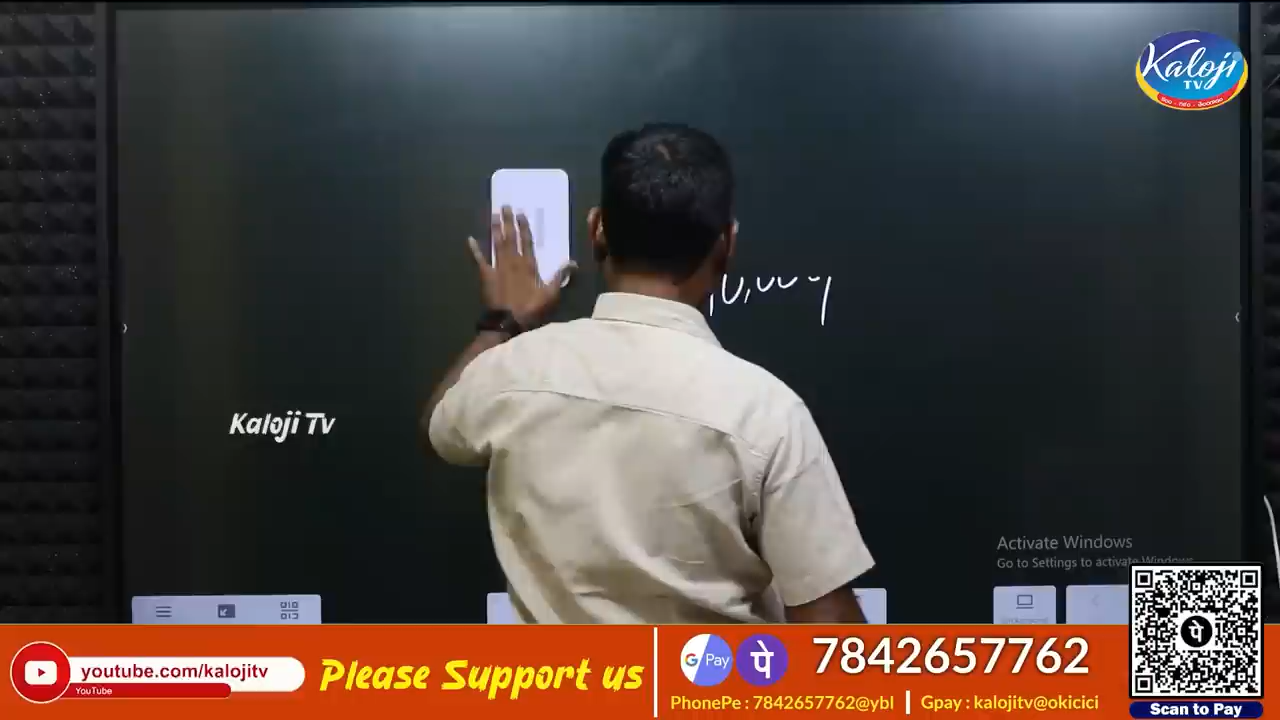 Kaloji
TV
Kaloji Tv
Activate Windows
Go to Settings to activate Windows.
youtube.com/kalojitv
YouTube
Please Support us
G Pay
पे
7842657762
PhonePe : 7842657762@ybl | Gpay : kalojitv@okicici
पे
Scan to Pay